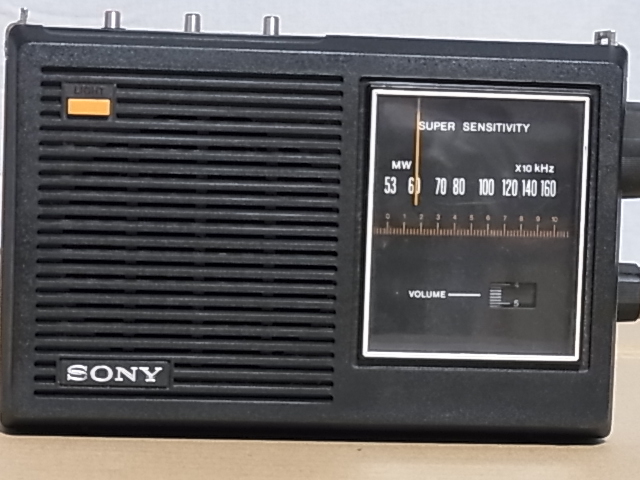 LIGHT
SUPER SENSITIVITY
MW X10 kHz
53 60 70 80 100 120 140 160
0 1 2 3 4 5 6 7 8 9 10
VOLUME
5
SONY